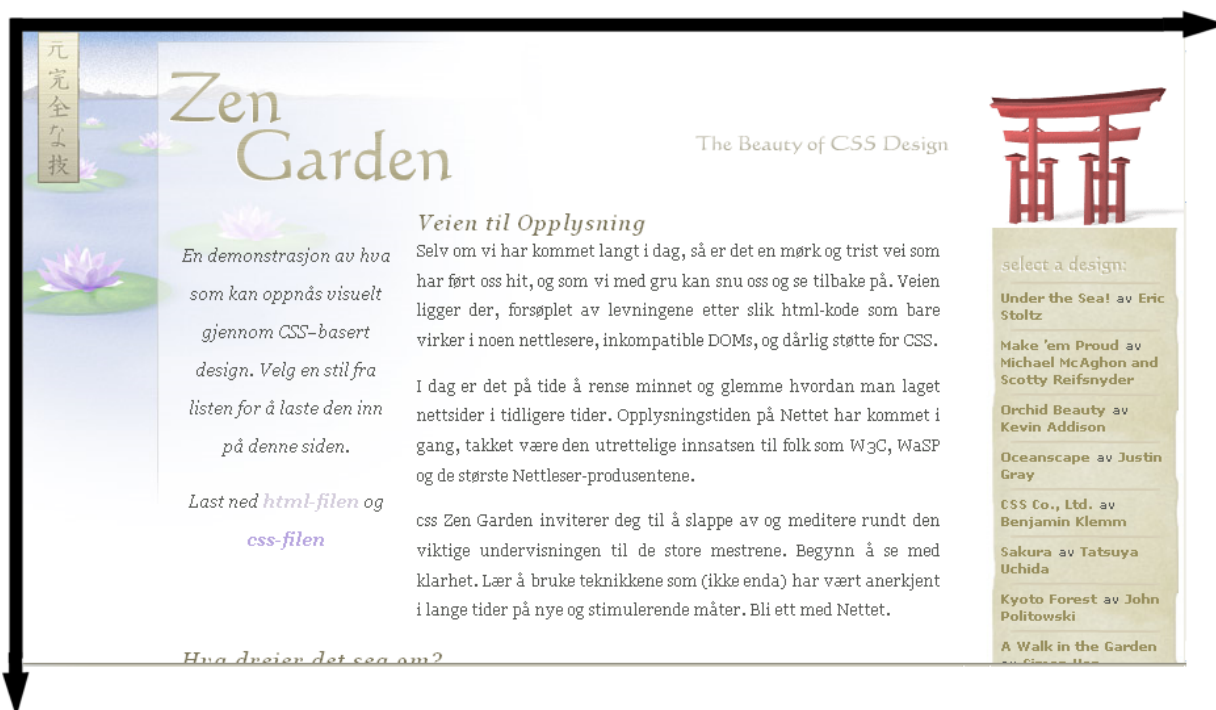 元
完
全
な
技
Zen
Garden
The Beauty of CSS Design
En demonstrasjon av hva
som kan oppnås visuelt
gjennom CSS–basert
design. Velg en stil fra
listen for å laste den inn
på denne siden.
Last ned html-filen og
css-filen
Veien til Opplysning
Selv om vi har kommet langt i dag, så er det en mørk og trist vei som
har ført oss hit, og som vi med gru kan snu oss og se tilbake på. Veien
ligger der, forsøplet av levningene etter slik html-kode som bare
virker i noen nettlesere, inkompatible DOMs, og dårlig støtte for CSS.
I dag er det på tide å rense minnet og glemme hvordan man laget
nettsider i tidligere tider. Opplysningstiden på Nettet har kommet i
gang, takket være den utrettelige innsatsen til folk som W3C, WaSP
og de største Nettleser-produsentene.
css Zen Garden inviterer deg til å slappe av og meditere rundt den
viktige undervisningen til de store mestrene. Begynn å se med
klarhet. Lær å bruke teknikkene som (ikke enda) har vært anerkjent
i lange tider på nye og stimulerende måter. Bli ett med Nettet.
Hva dreier det seg om?
select a design:
Under the Sea! av Eric
Stoltz
Make 'em Proud av
Michael McAghon and
Scotty Reifsnyder
Orchid Beauty av
Kevin Addison
Oceanscape av Justin
Gray
CSS Co., Ltd. av
Benjamin Klemm
Sakura av Tatsuya
Uchida
Kyoto Forest av John
Politowski
A Walk in the Garden
av Simon